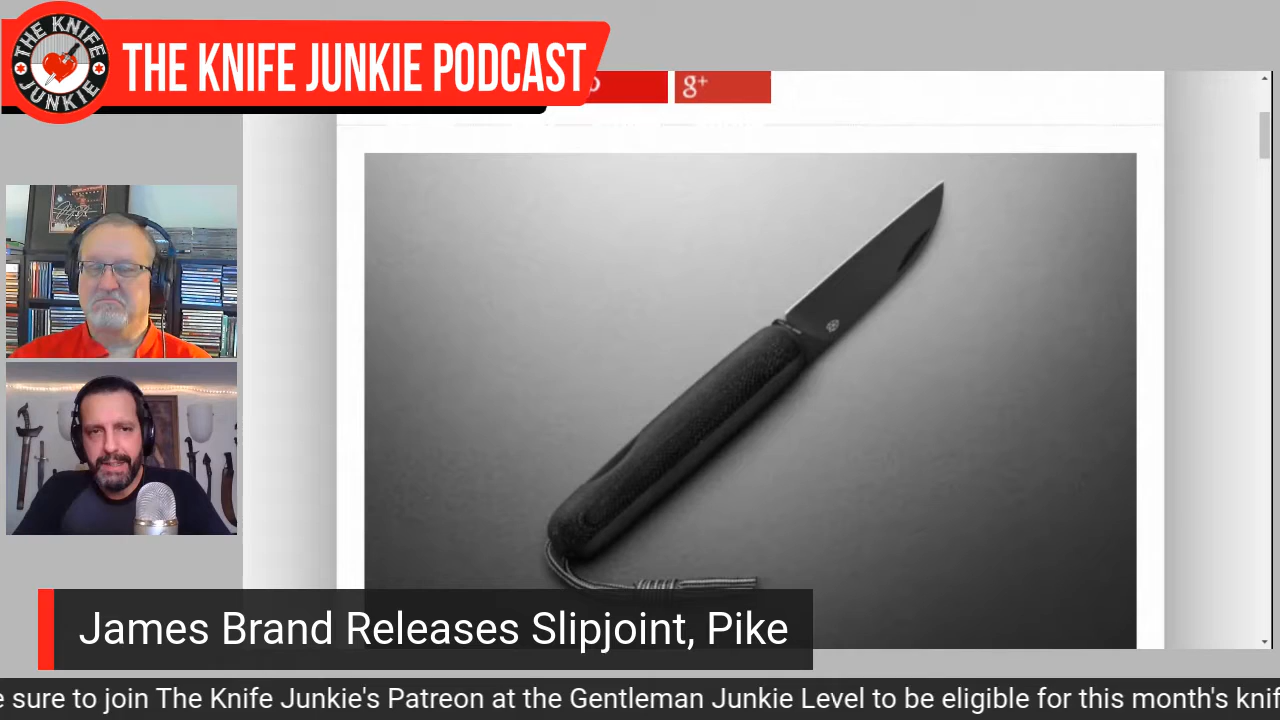 THE KNIFE
JUNKIE
THE KNIFE JUNKIE PODCAST
g+
James Brand Releases Slipjoint, Pike
sure to join The Knife Junkie's Patreon at the Gentleman Junkie Level to be eligible for this month's